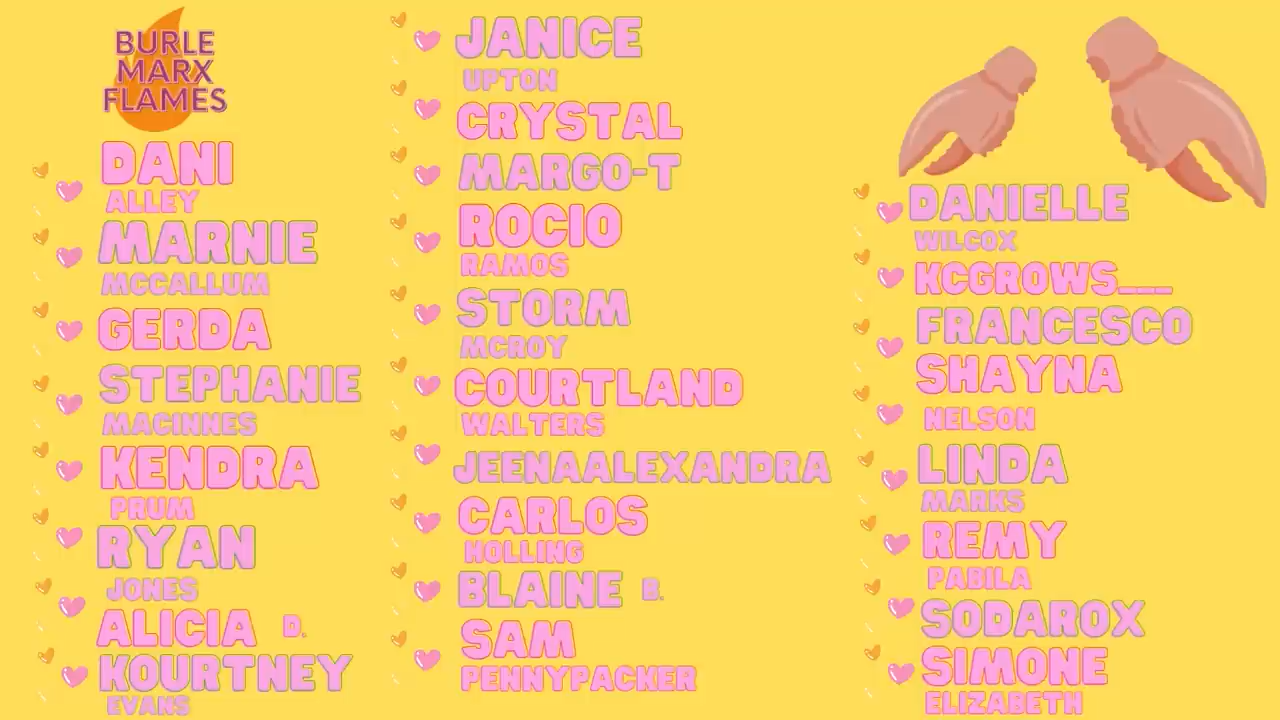 BURLE
MARX
FLAMES
DANI
ALLEY
MARNIE
MCCALLUM
GERDA
STEPHANIE
MACINNES
KENDRA
PRUM
RYAN
JONES
ALICIA D.
KOURTNEY
EVANS
JANICE
UPTON
CRYSTAL
MARGO-T
ROCIO
RAMOS
STORM
MCROY
COURTLAND
WALTERS
JEENAALEXANDRA
CARLOS
HOLLING
BLAINE B.
SAM
PENNYPACKER
DANIELLE
WILCOX
KCGROWS___
FRANCESCO
SHAYNA
NELSON
LINDA
MARKS
REMY
PABILA
SODAROX
SIMONE
ELIZABETH